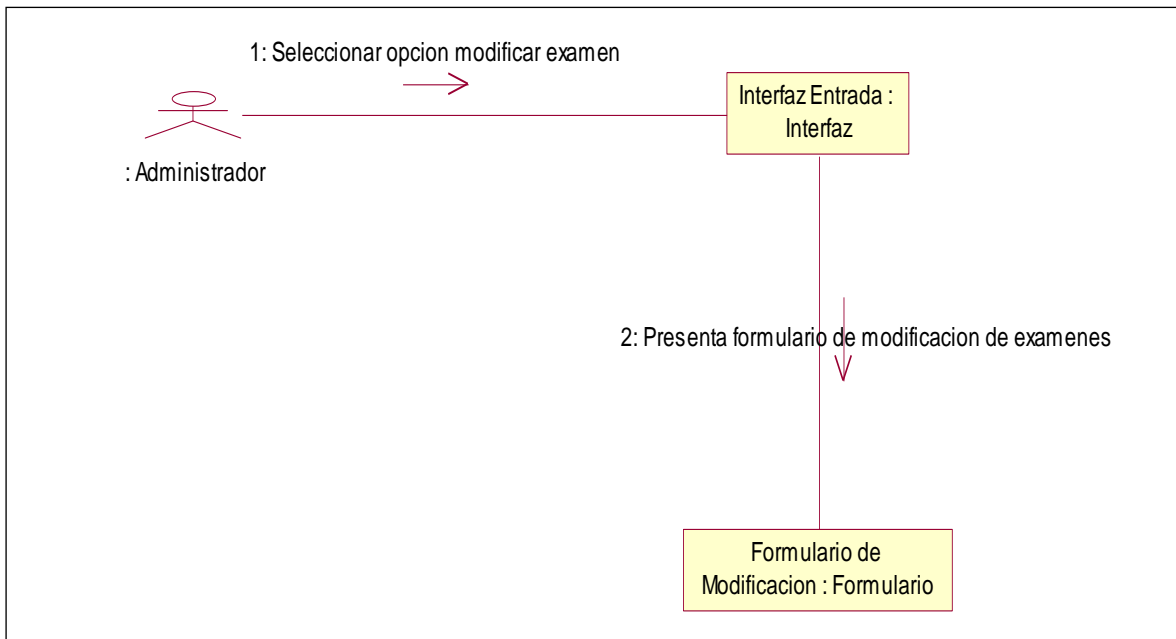 1: Seleccionar opcion modificar examen
Interfaz Entrada :
Interfaz
: Administrador
2: Presenta formulario de modificacion de examenes
Formulario de
Modificacion : Formulario